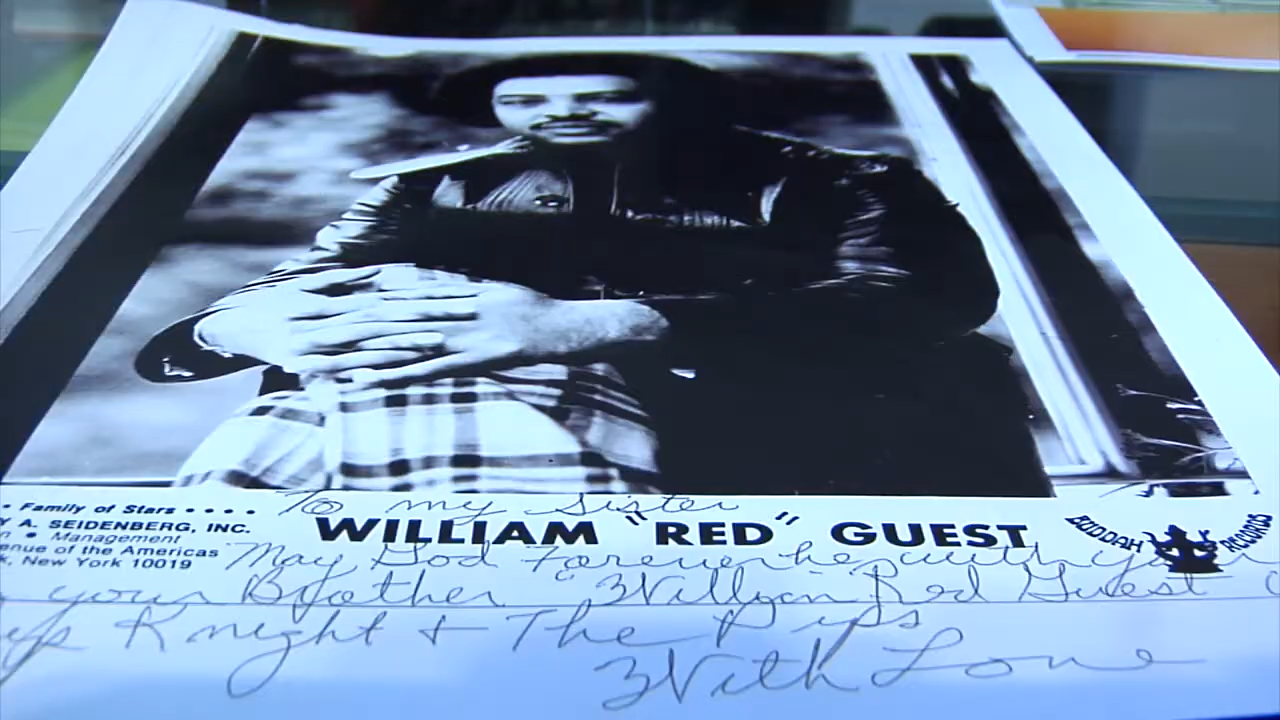 • Family of Stars • • • • •
To my Sister
Y A. SEIDENBERG, INC.
WILLIAM "RED" GUEST
BUDDAH RECORDS
n • Management
enue of the Americas
May God Forever be with you
k, New York 10019
your Brother "William Red Guest
Knight + The Pips
With Love